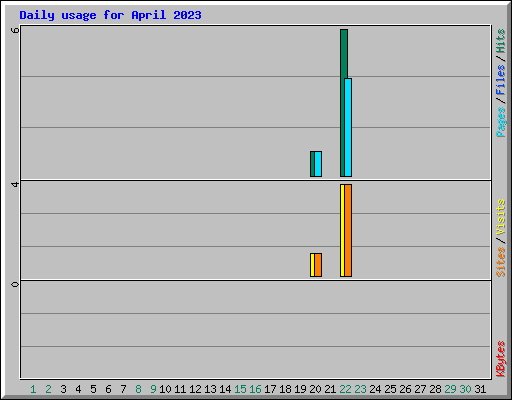 Daily usage for April 2023
6
4
0
Pages/Files/Hits
Sites/Visits
KBytes
1 2 3 4 5 6 7 8 9 10 11 12 13 14 15 16 17 18 19 20 21 22 23 24 25 26 27 28 29 30 31